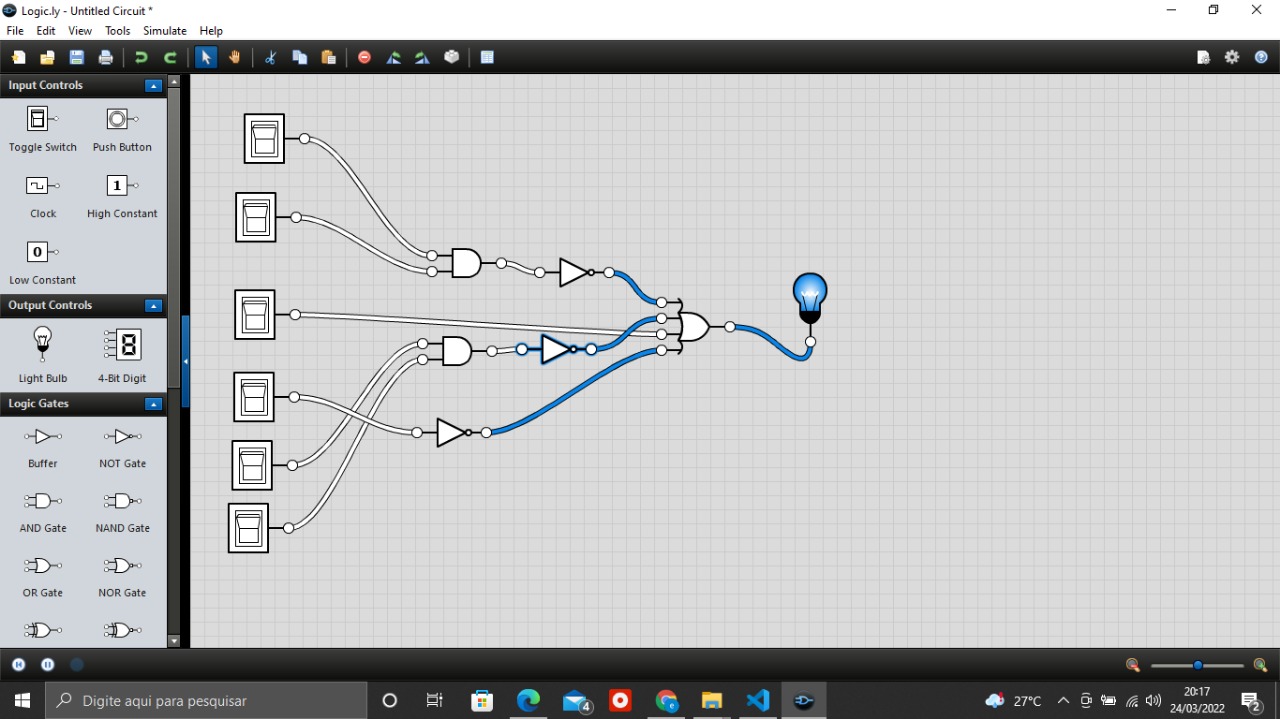 Logic.ly - Untitled Circuit *
File Edit View Tools Simulate Help
Input Controls
Toggle Switch Push Button
1
Clock High Constant
0
Low Constant
Output Controls
8
Light Bulb 4-Bit Digit
Logic Gates
Buffer NOT Gate
AND Gate NAND Gate
OR Gate NOR Gate
Digite aqui para pesquisar
4
27°C
20:17
24/03/2022
2